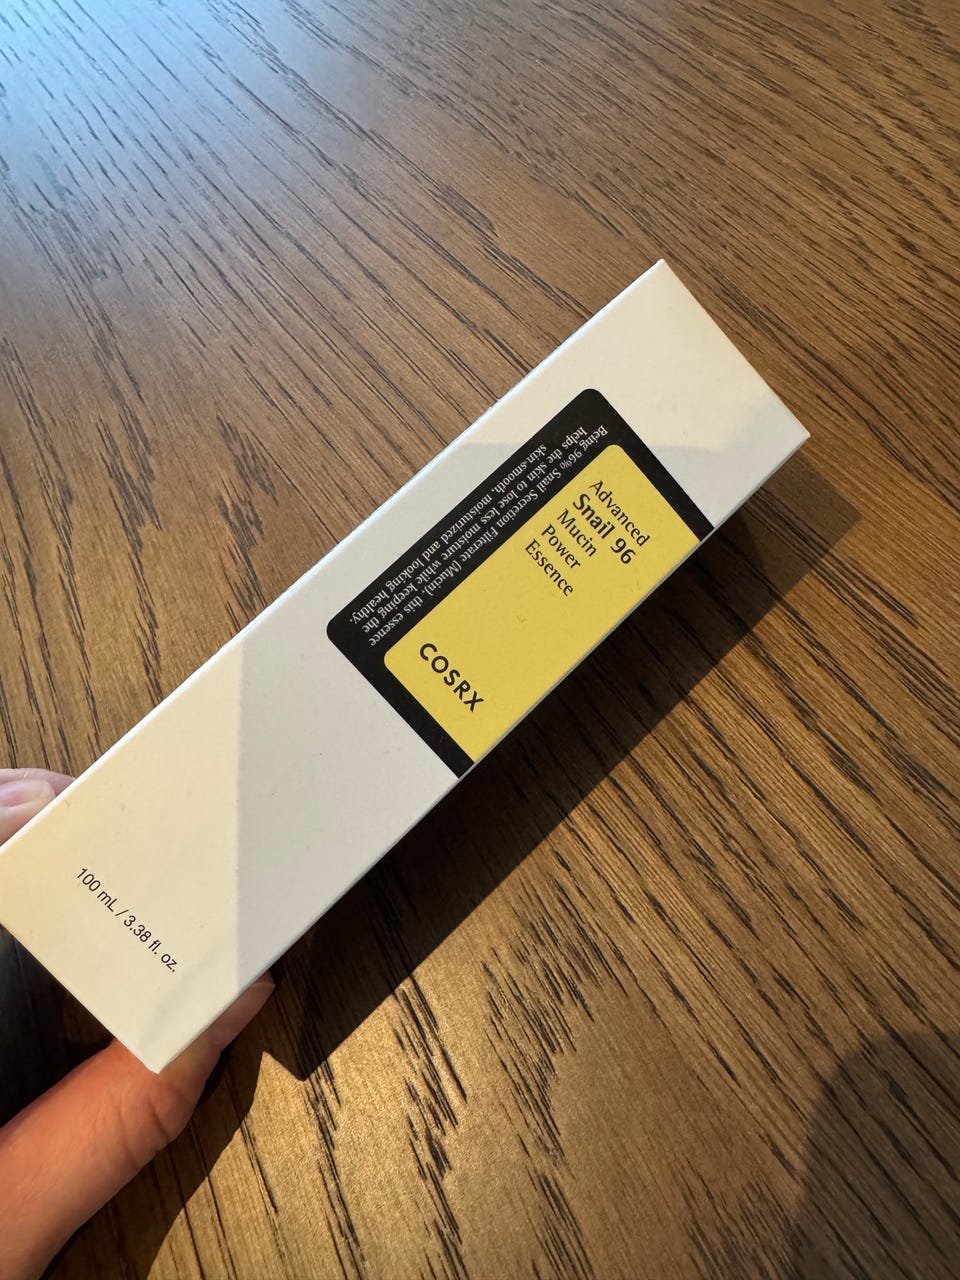 Advanced
Snail 96
Mucin
Power
Essence
COSRX
Being 96% Snail Secretion Filterate (Mucin), this essence
helps the skin to lose less moisture while keeping the
skin smooth, moisturized and looking healthy.
100 mL / 3.38 fl. oz.